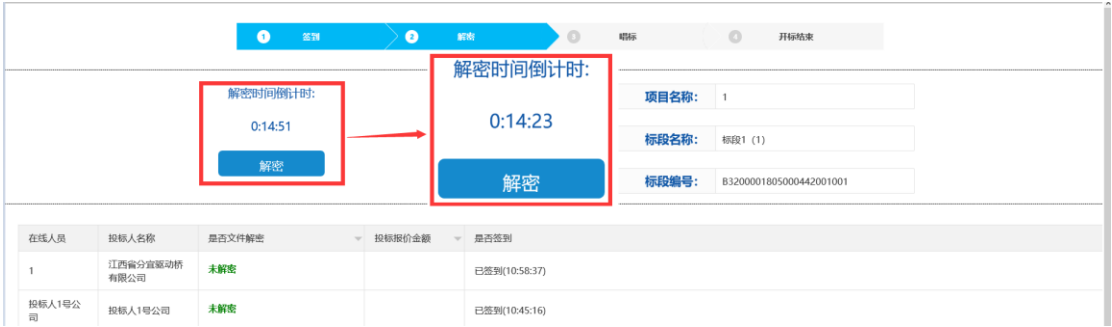 1 签到 2 解密 3 唱标 4 开标结束
解密时间倒计时:
0:14:51
解密
解密时间倒计时:
0:14:23
解密
项目名称： 1
标段名称： 标段1（1）
标段编号： B3200001805000442001001
在线人员 投标人名称 是否文件解密 投标报价金额 是否签到
1 江西省分宜驱动桥有限公司 未解密 已签到(10:58:37)
投标人1号公司 投标人1号公司 未解密 已签到(10:45:16)